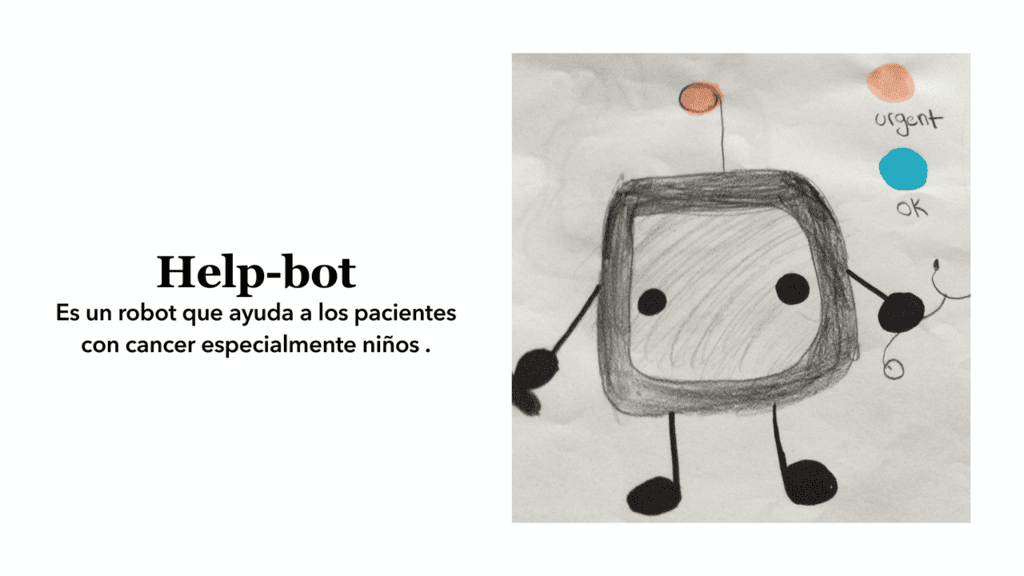 Help-bot
Es un robot que ayuda a los pacientes
con cancer especialmente niños .
urgent
OK